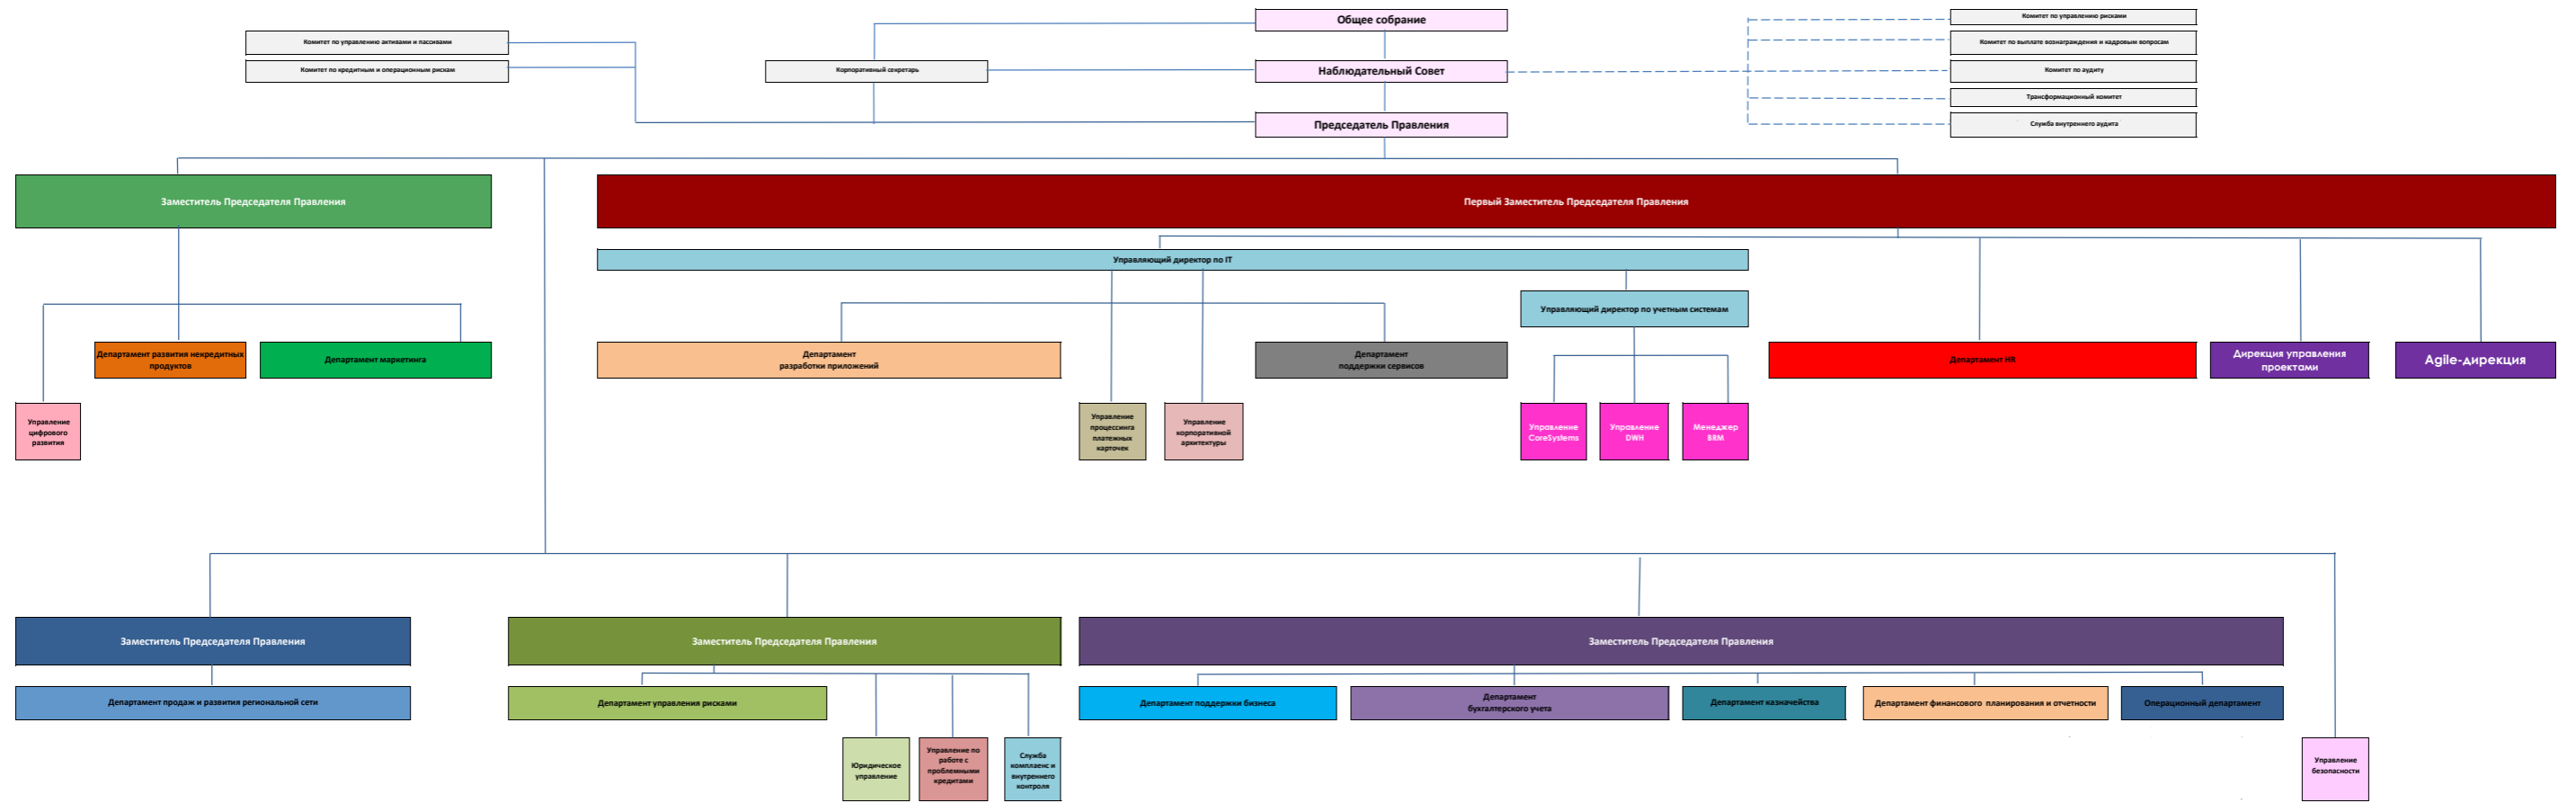 Общее собрание
Комитет по управлению рисками
Комитет по управлению активами и пассивами
Комитет по выплате вознаграждения и кадровым вопросам
Комитет по кредитным и операционным рискам
Корпоративный секретарь
Наблюдательный Совет
Комитет по аудиту
Трансформационный комитет
Председатель Правления
Служба внутреннего аудита
Заместитель Председателя Правления
Первый Заместитель Председателя Правления
Управляющий директор по IT
Управляющий директор по учетным системам
Департамент развития некредитных
продуктов
Департамент маркетинга
Департамент
разработки приложений
Департамент
поддержки сервисов
Департамент HR
Дирекция управления
проектами
Agile-дирекция
Управление
цифрового
развития
Управление
процессинга
платежных
карточек
Управление
корпоративной
архитектуры
Управление
CoreSystems
Управление
DWH
Менеджер
BRM
Заместитель Председателя Правления
Заместитель Председателя Правления
Заместитель Председателя Правления
Департамент продаж и развития региональной сети
Департамент управления рисками
Департамент поддержки бизнеса
Департамент
бухгалтерского учета
Департамент казначейства
Департамент финансового планирования и отчетности
Операционный департамент
Юридическое
управление
Управление по
работе с
проблемными
кредитами
Служба
комплаенс и
внутреннего
контроля
Управление
безопасности